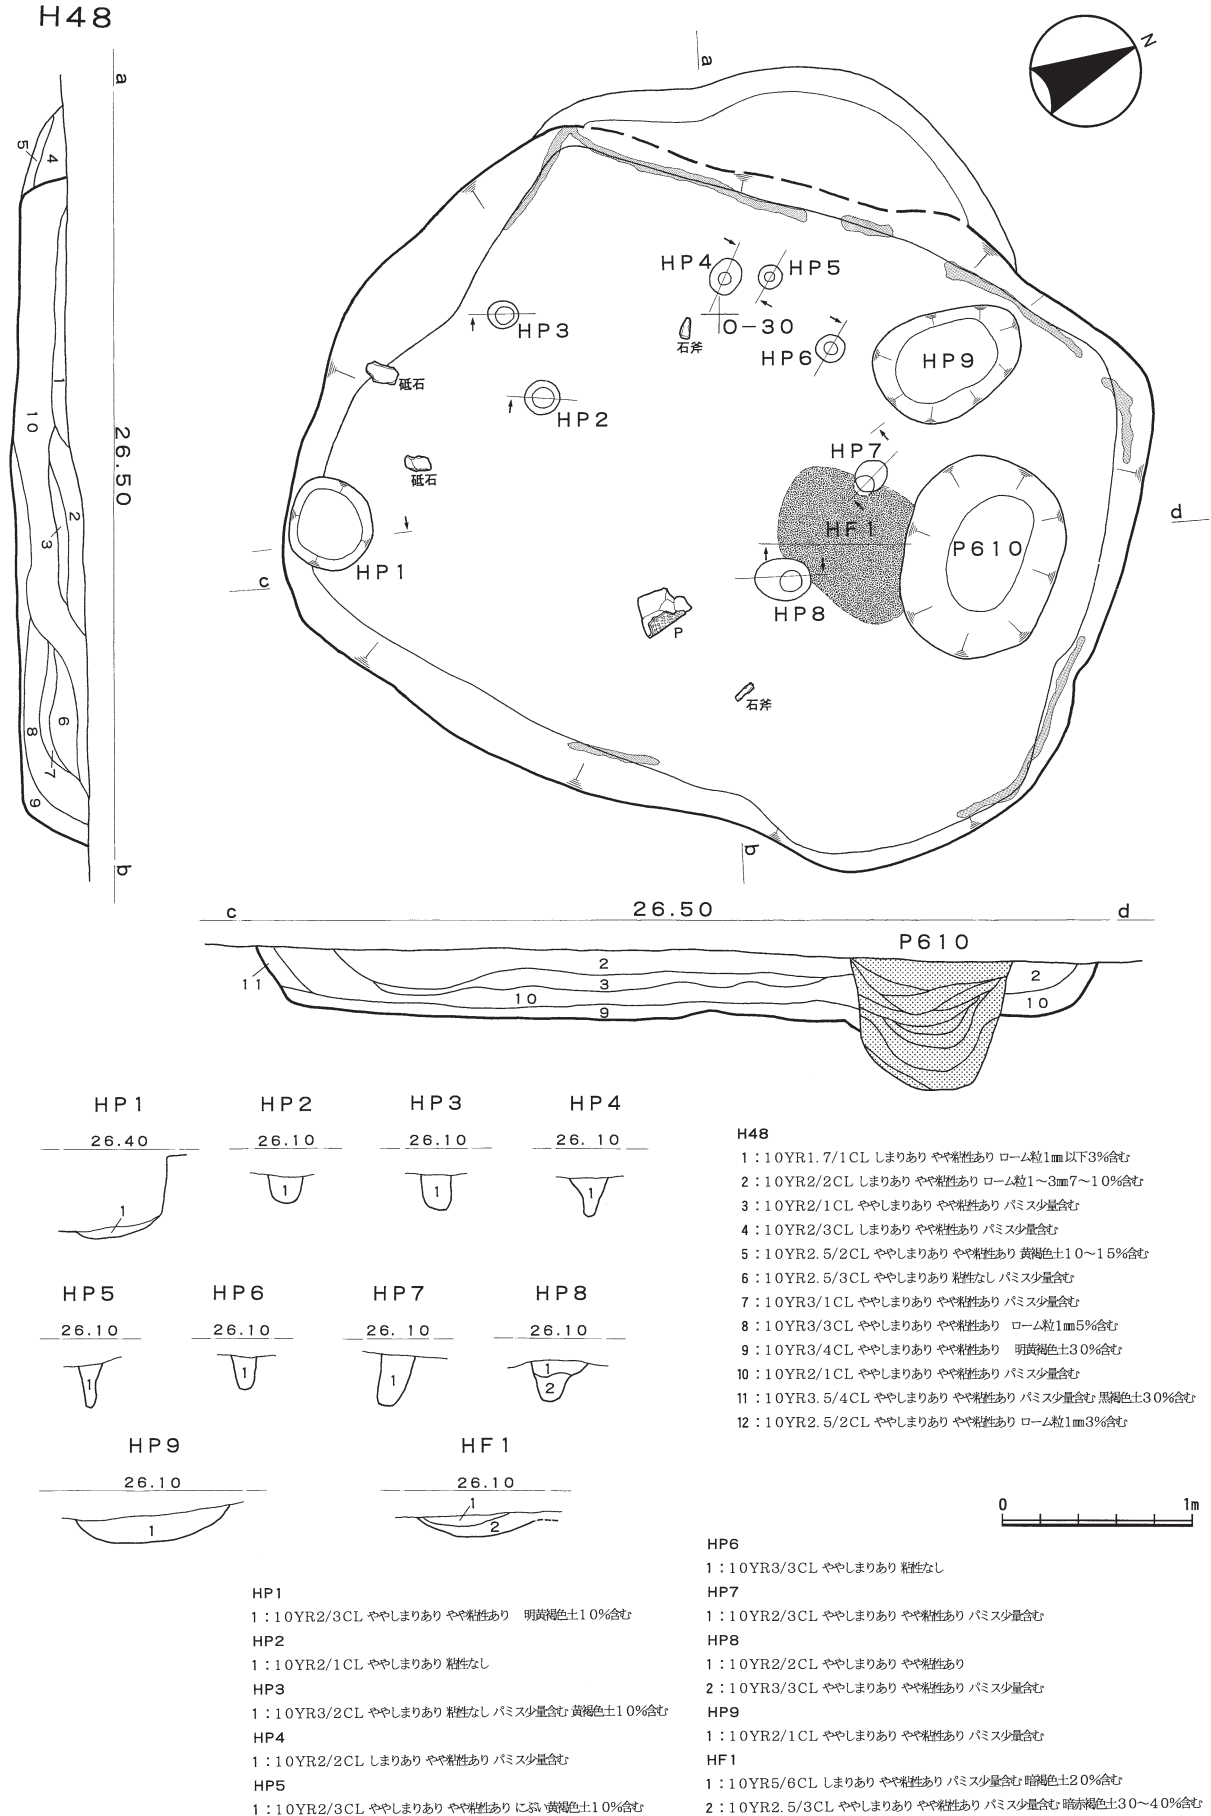 H48
a
N
a
5
4
HP4
HP5
HP3
O-30
石斧
HP6
HP9
砥石
1
HP2
10
26.50
HP7
砥石
2
d
HF1
3
P610
HP1
c
HP8
P
6
石斧
8
7
9
b
b
c
26.50
d
P610
2
2
11
3
10
10
9
HP1
HP2
HP3
HP4
26.40
26.10
26.10
26.10
1
1
1
1
HP5
HP6
HP7
HP8
26.10
26.10
26.10
26.10
1
1
1
1
2
HP9
HF1
26.10
26.10
1
1
2
H48
1:10YR1.7/1CL しまりあり やや粘性あり ローム粒1㎜以下3%含む
2:10YR2/2CL しまりあり やや粘性あり ローム粒1～3㎜7～10%含む
3:10YR2/1CL ややしまりあり やや粘性あり パミス少量含む
4:10YR2/3CL しまりあり やや粘性あり パミス少量含む
5:10YR2.5/2CL ややしまりあり やや粘性あり 黄褐色土10～15%含む
6:10YR2.5/3CL ややしまりあり 粘性なし パミス少量含む
7:10YR3/1CL ややしまりあり やや粘性あり パミス少量含む
8:10YR3/3CL ややしまりあり やや粘性あり ローム粒1㎜5%含む
9:10YR3/4CL ややしまりあり やや粘性あり 明黄褐色土30%含む
10:10YR2/1CL ややしまりあり やや粘性あり パミス少量含む
11:10YR3.5/4CL ややしまりあり やや粘性あり パミス少量含む 黒褐色土30%含む
12:10YR2.5/2CL ややしまりあり やや粘性あり ローム粒1㎜3%含む
0 1m
HP1
1:10YR2/3CL ややしまりあり やや粘性あり 明黄褐色土10%含む
HP2
1:10YR2/1CL ややしまりあり 粘性なし
HP3
1:10YR3/2CL ややしまりあり 粘性なし パミス少量含む 黄褐色土10%含む
HP4
1:10YR2/2CL しまりあり やや粘性あり パミス少量含む
HP5
1:10YR2/3CL ややしまりあり やや粘性あり にぶい黄褐色土10%含む
HP6
1:10YR3/3CL ややしまりあり 粘性なし
HP7
1:10YR2/3CL ややしまりあり やや粘性あり パミス少量含む
HP8
1:10YR2/2CL ややしまりあり やや粘性あり
2:10YR3/3CL ややしまりあり やや粘性あり パミス少量含む
HP9
1:10YR2/1CL ややしまりあり やや粘性あり パミス少量含む
HF1
1:10YR5/6CL しまりあり やや粘性あり パミス少量含む 暗褐色土20%含む
2:10YR2.5/3CL ややしまりあり やや粘性あり パミス少量含む 暗赤褐色土30～40%含む